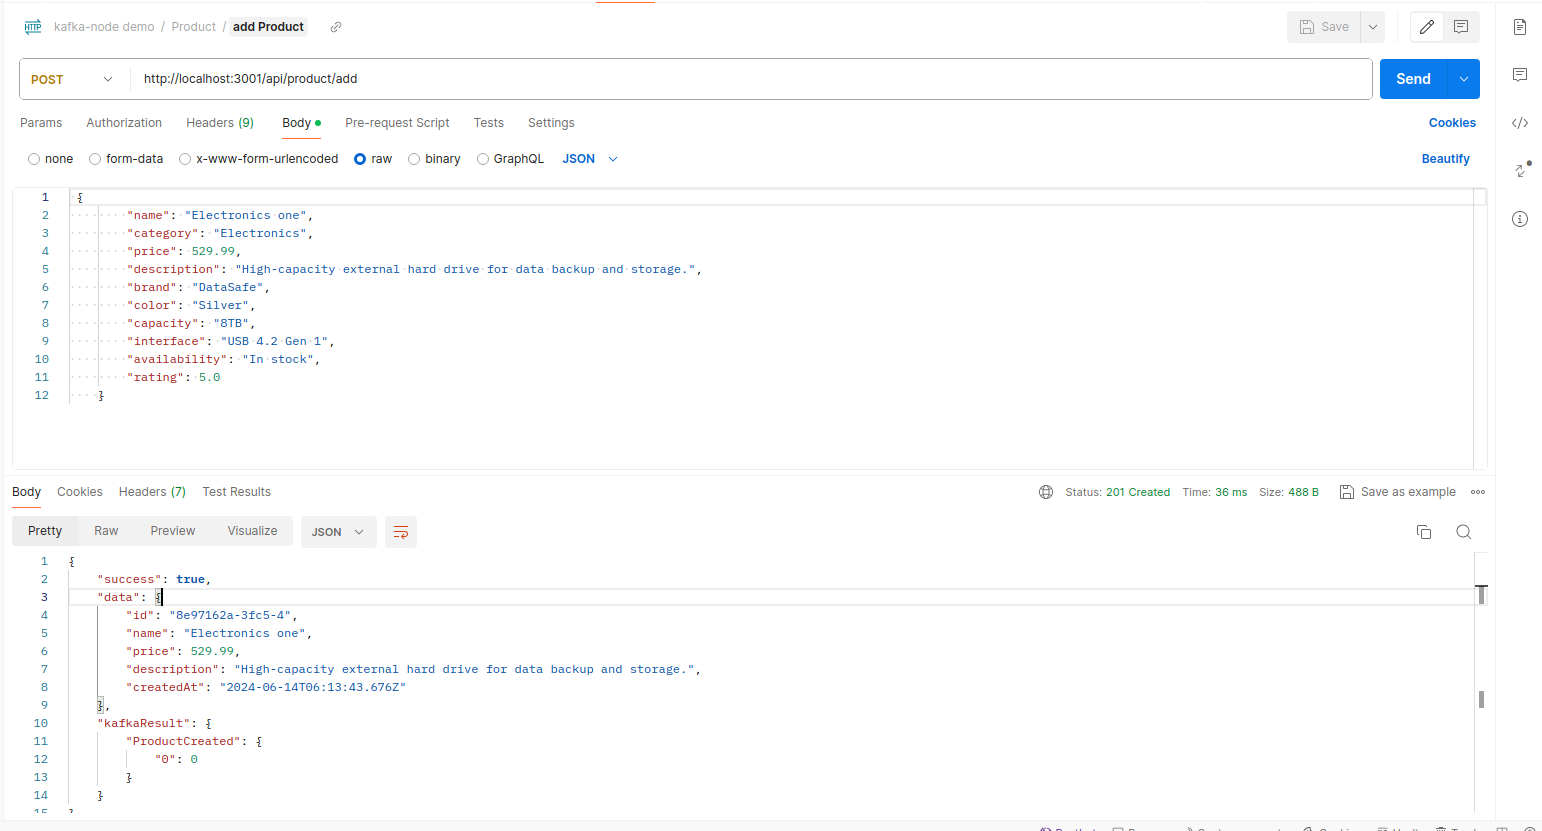 HTTP kafka-node demo / Product / add Product Save
POST http://localhost:3001/api/product/add Send
Params Authorization Headers (9) Body Pre-request Script Tests Settings Cookies
none form-data x-www-form-urlencoded raw binary GraphQL JSON Beautify
1 {
2 "name": "Electronics one",
3 "category": "Electronics",
4 "price": 529.99,
5 "description": "High-capacity external hard drive for data backup and storage.",
6 "brand": "DataSafe",
7 "color": "Silver",
8 "capacity": "8TB",
9 "interface": "USB 4.2 Gen 1",
10 "availability": "In stock",
11 "rating": 5.0
12 }
Body Cookies Headers (7) Test Results Status: 201 Created Time: 36 ms Size: 488 B Save as example
Pretty Raw Preview Visualize JSON
1 {
2 "success": true,
3 "data": {
4 "id": "8e97162a-3fc5-4",
5 "name": "Electronics one",
6 "price": 529.99,
7 "description": "High-capacity external hard drive for data backup and storage.",
8 "createdAt": "2024-06-14T06:13:43.676Z"
9 },
10 "kafkaResult": {
11 "ProductCreated": {
12 "0": 0
13 }
14 }
15 }